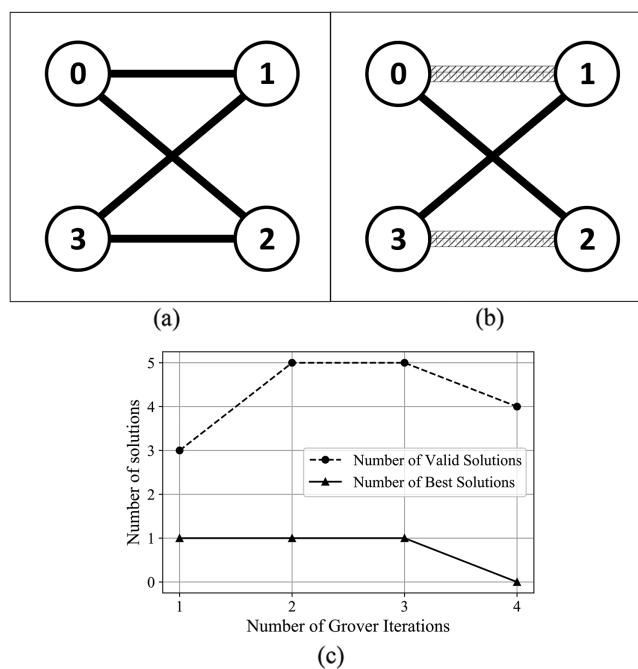 0 1
3 2
(a)
0 1
3 2
(b)
5
4
3
2
1
0
Number of solutions
Number of Valid Solutions
Number of Best Solutions
1 2 3 4
Number of Grover Iterations
(c)